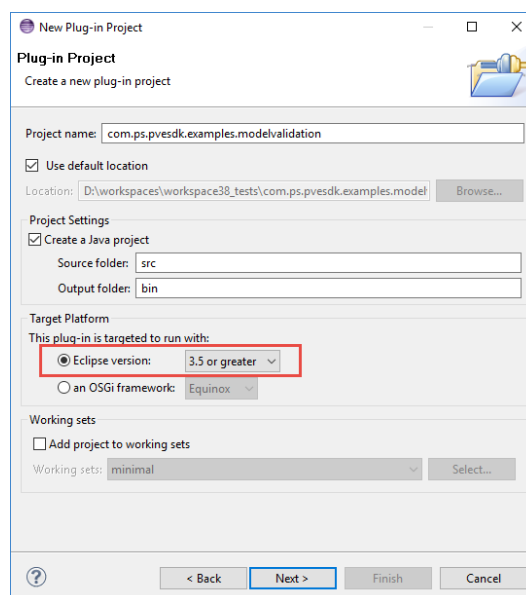 New Plug-in Project
Plug-in Project
Create a new plug-in project
Project name: com.ps.pvesdk.examples.modelvalidation
Use default location
Location: D:\workspaces\workspace38_tests\com.ps.pvesdk.examples.model Browse...
Project Settings
Create a Java project
Source folder: src
Output folder: bin
Target Platform
This plug-in is targeted to run with:
Eclipse version: 3.5 or greater
an OSGi framework: Equinox
Working sets
Add project to working sets
Working sets: minimal Select...
? < Back Next > Finish Cancel